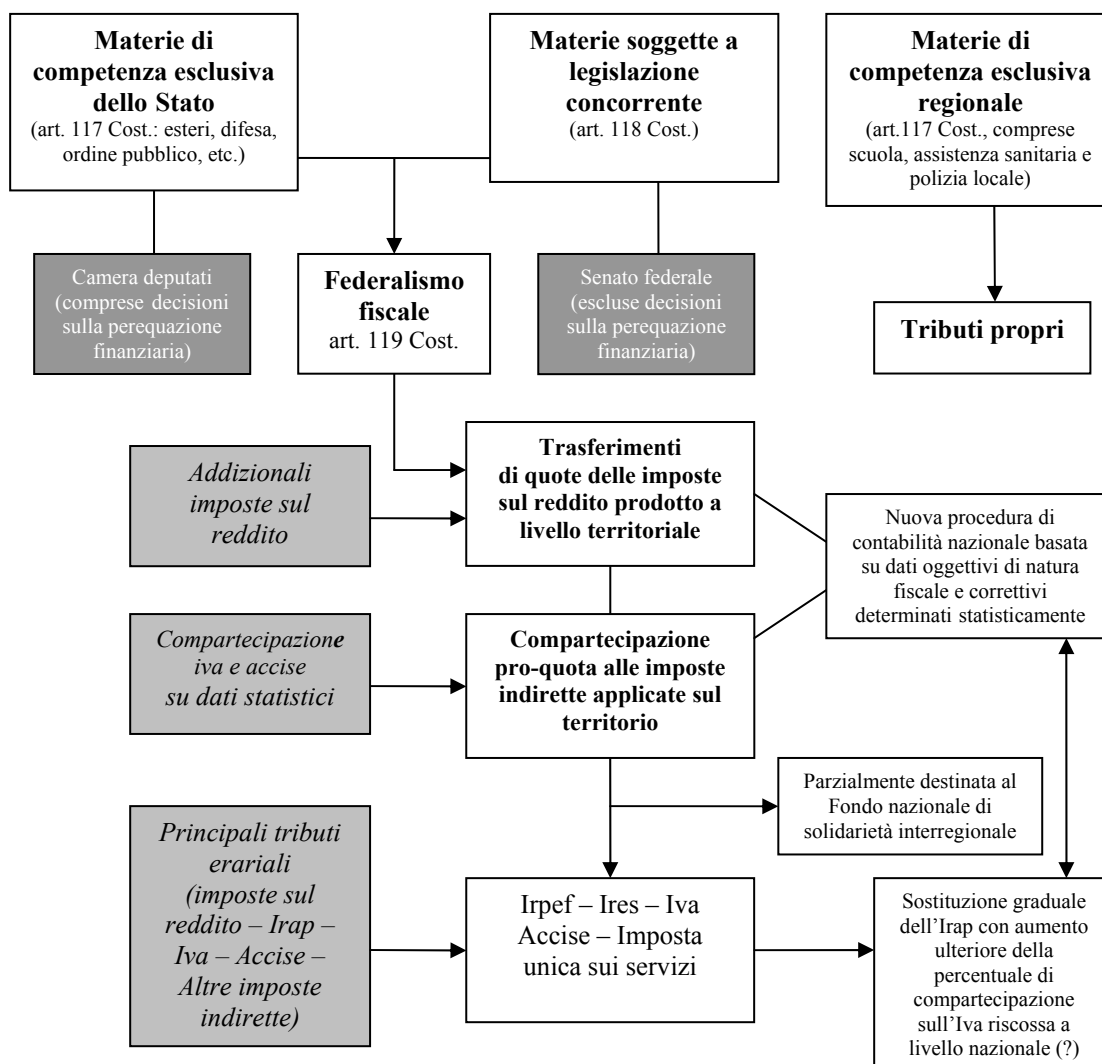 Materie di
competenza esclusiva
dello Stato
(art. 117 Cost.: esteri, difesa,
ordine pubblico, etc.)
Materie soggette a
legislazione
concorrente
(art. 118 Cost.)
Materie di
competenza esclusiva
regionale
(art.117 Cost., comprese
scuola, assistenza sanitaria e
polizia locale)
Camera deputati
(comprese decisioni
sulla perequazione
finanziaria)
Federalismo
fiscale
art. 119 Cost.
Senato federale
(escluse decisioni
sulla perequazione
finanziaria)
Tributi propri
Addizionali
imposte sul
reddito
Trasferimenti
di quote delle imposte
sul reddito prodotto a
livello territoriale
Nuova procedura di
contabilità nazionale basata
su dati oggettivi di natura
fiscale e correttivi
determinati statisticamente
Compartecipazione
iva e accise
su dati statistici
Compartecipazione
pro-quota alle imposte
indirette applicate sul
territorio
Parzialmente destinata al
Fondo nazionale di
solidarietà interregionale
Principali tributi
erariali
(imposte sul
reddito – Irap –
Iva – Accise –
Altre imposte
indirette)
Irpef – Ires – Iva
Accise – Imposta
unica sui servizi
Sostituzione graduale
dell’Irap con aumento
ulteriore della
percentuale di
compartecipazione
sull’Iva riscossa a
livello nazionale (?)